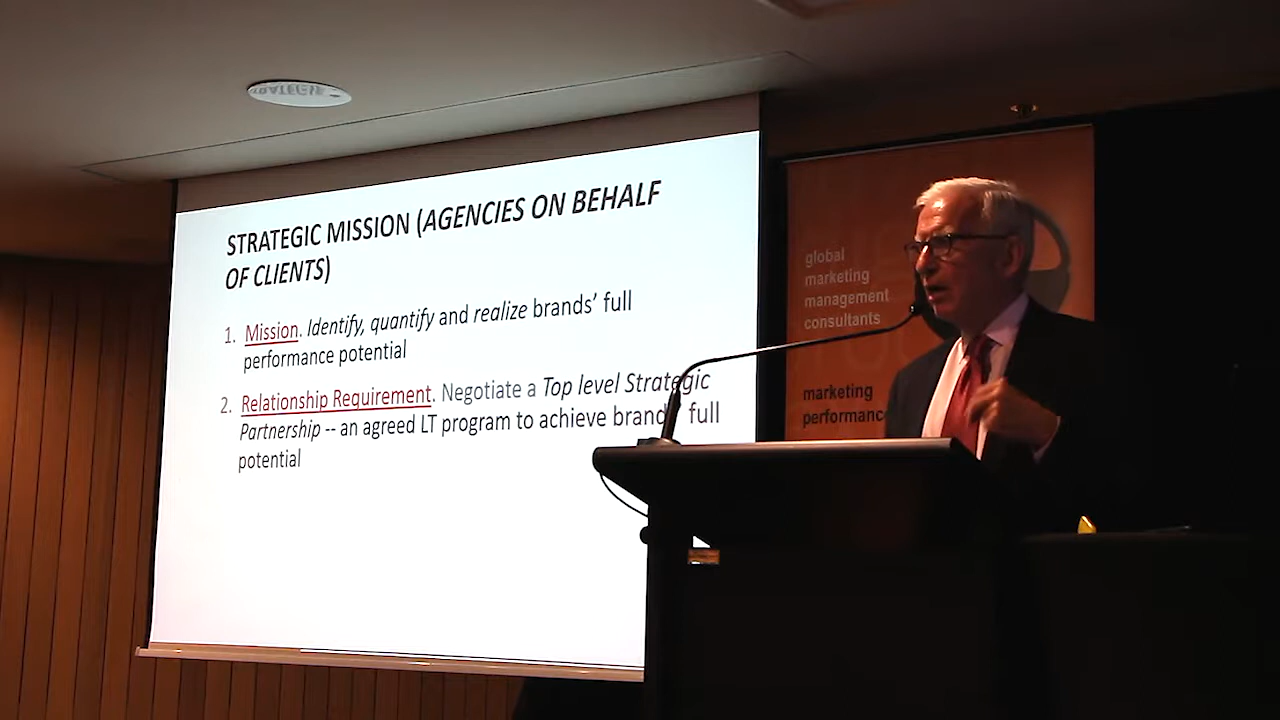 STRATEGIC MISSION (AGENCIES ON BEHALF
OF CLIENTS)
1. Mission. Identify, quantify and realize brands’ full
performance potential
2. Relationship Requirement. Negotiate a Top level Strategic
Partnership -- an agreed LT program to achieve full
potential
global
marketing
management
consultants
marketing